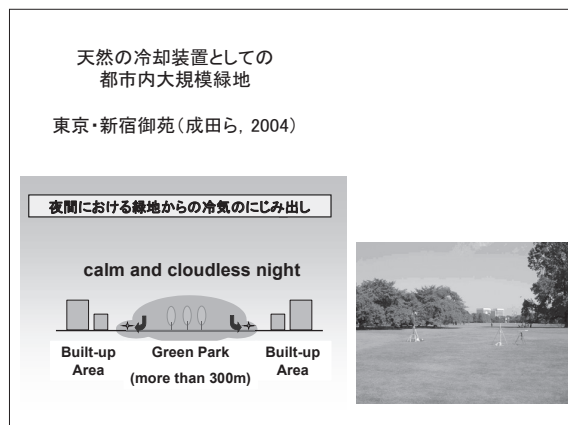 天然の冷却装置としての
都市内大規模緑地
東京・新宿御苑（成田ら, 2004）
夜間における緑地からの冷気のにじみ出し
calm and cloudless night
Built-up
Area
Green Park
(more than 300m)
Built-up
Area